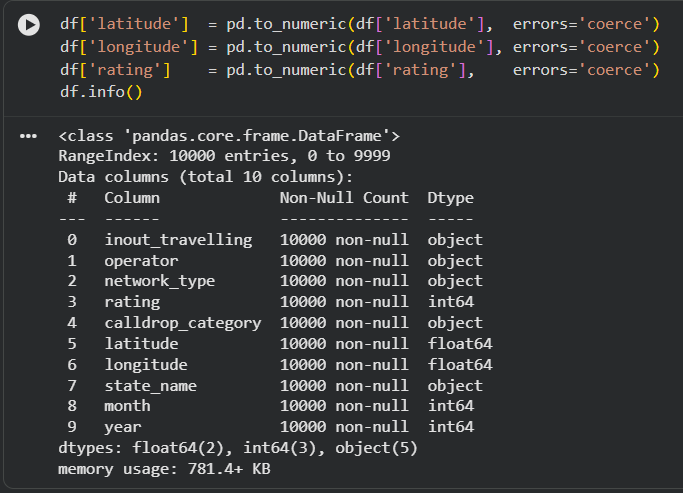 df['latitude']  = pd.to_numeric(df['latitude'],  errors='coerce')
df['longitude'] = pd.to_numeric(df['longitude'], errors='coerce')
df['rating']    = pd.to_numeric(df['rating'],    errors='coerce')
df.info()
<class 'pandas.core.frame.DataFrame'>
RangeIndex: 10000 entries, 0 to 9999
Data columns (total 10 columns):
 #   Column            Non-Null Count  Dtype
---  ------            --------------  -----
 0   inout_travelling  10000 non-null  object
 1   operator          10000 non-null  object
 2   network_type      10000 non-null  object
 3   rating            10000 non-null  int64
 4   calldrop_category 10000 non-null  object
 5   latitude          10000 non-null  float64
 6   longitude         10000 non-null  float64
 7   state_name        10000 non-null  object
 8   month             10000 non-null  int64
 9   year              10000 non-null  int64
dtypes: float64(2), int64(3), object(5)
memory usage: 781.4+ KB